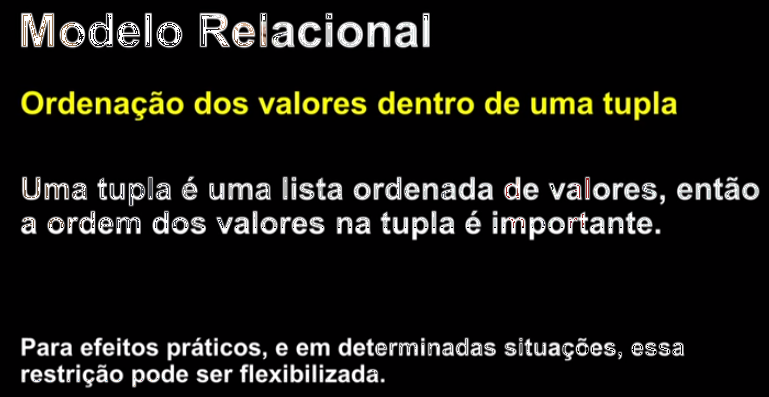 Modelo Relacional
Ordenação dos valores dentro de uma tupla
Uma tupla é uma lista ordenada de valores, então
a ordem dos valores na tupla é importante.
Para efeitos práticos, e em determinadas situações, essa
restrição pode ser flexibilizada.